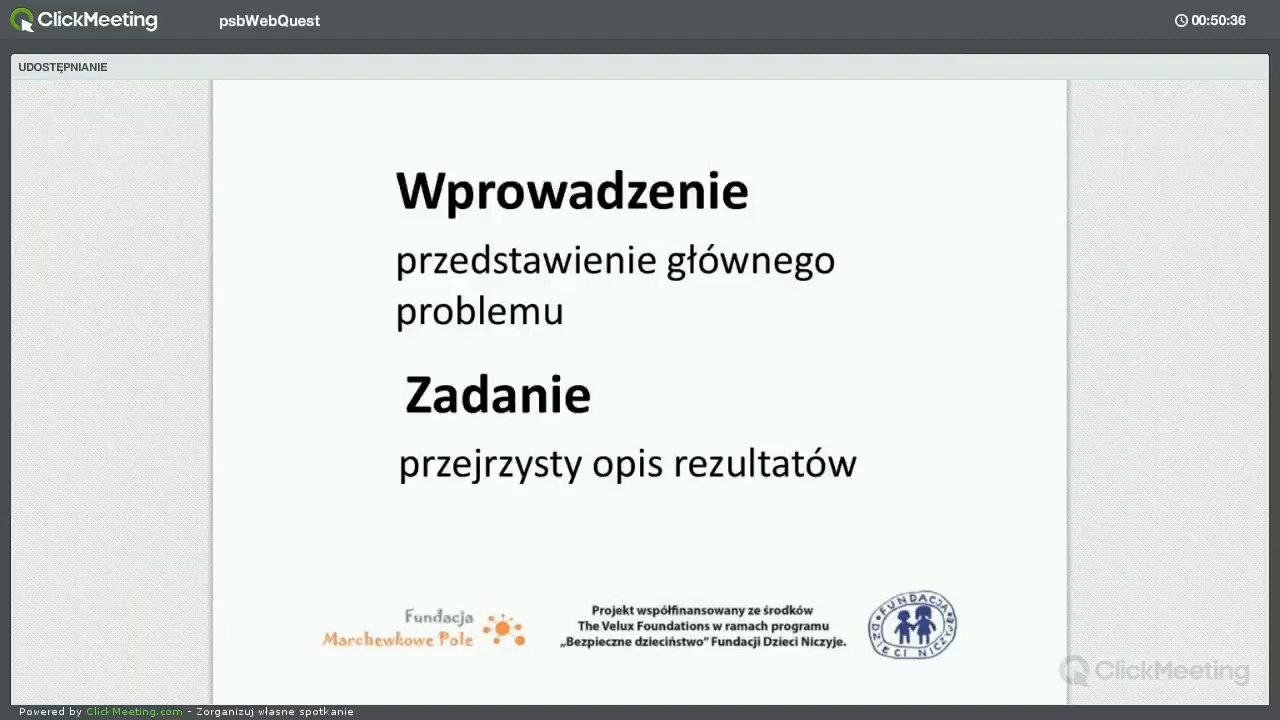 ClickMeeting
psbWebQuest
00:50:36
UDOSTĘPNIANIE
Wprowadzenie
przedstawienie głównego
problemu
Zadanie
przejrzysty opis rezultatów
Fundacja
Marchewkowe Pole
Projekt współfinansowany ze środków
The Velux Foundations w ramach programu
„Bezpieczne dzieciństwo” Fundacji Dzieci Niczyje.
FUNDACJA
DZIECI NICZYJE
ClickMeeting
Powered by ClickMeeting.com - Zorganizuj własne spotkanie